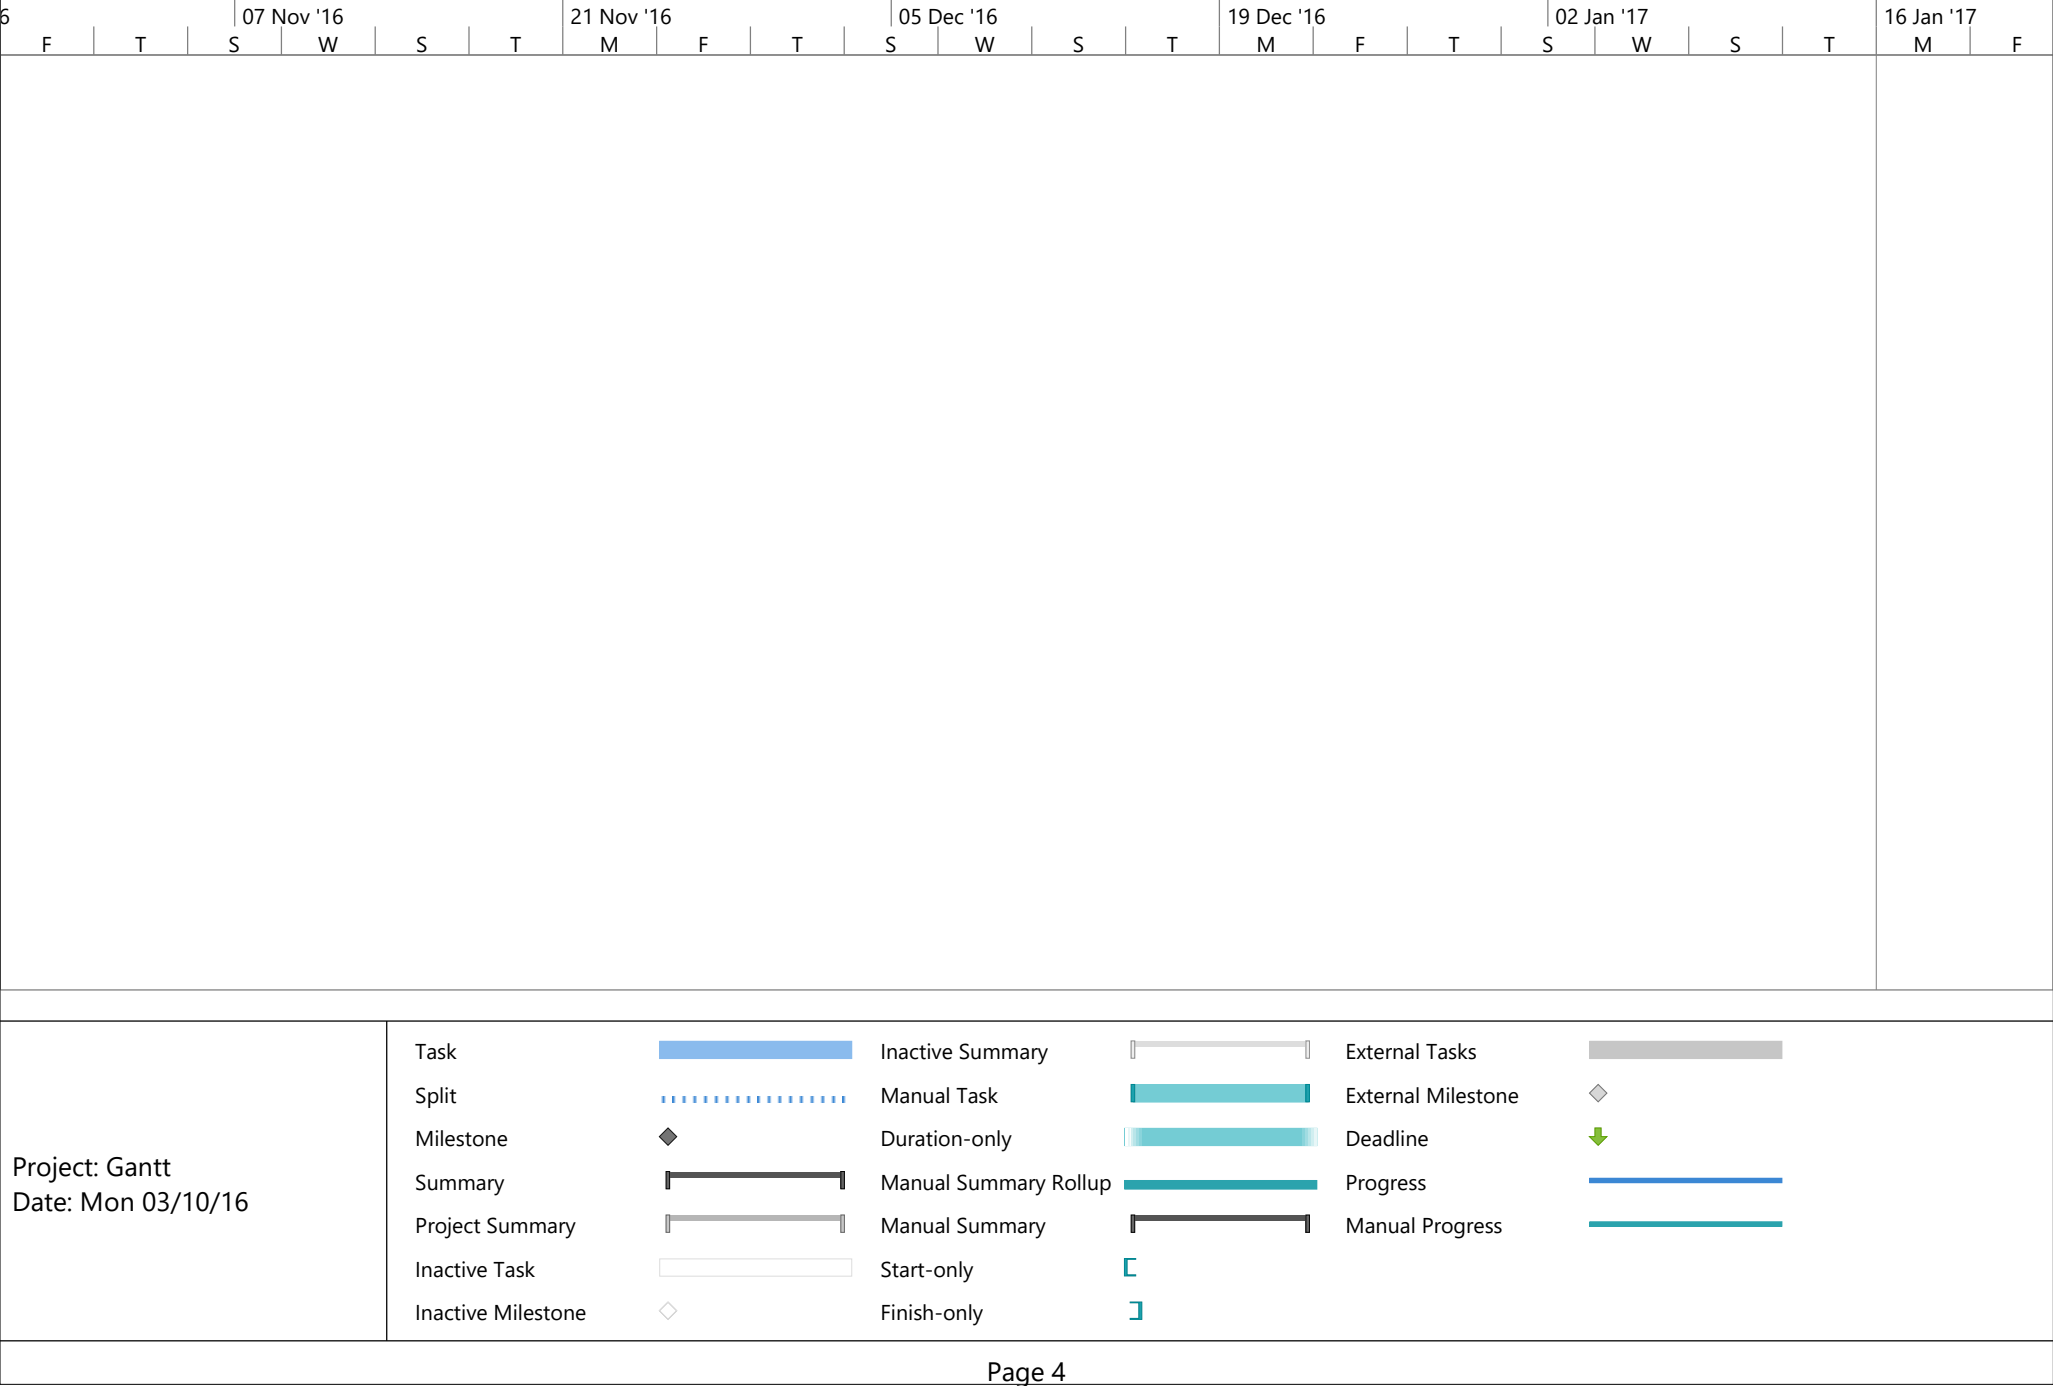 6 07 Nov '16 21 Nov '16 05 Dec '16 19 Dec '16 02 Jan '17 16 Jan '17
F T S W S T M F T S W S T M F T S W S T M F
Task Inactive Summary External Tasks
Split Manual Task External Milestone
Milestone Duration-only Deadline
Project: Gantt
Summary Manual Summary Rollup Progress
Date: Mon 03/10/16
Project Summary Manual Summary Manual Progress
Inactive Task Start-only
Inactive Milestone Finish-only
Page 4